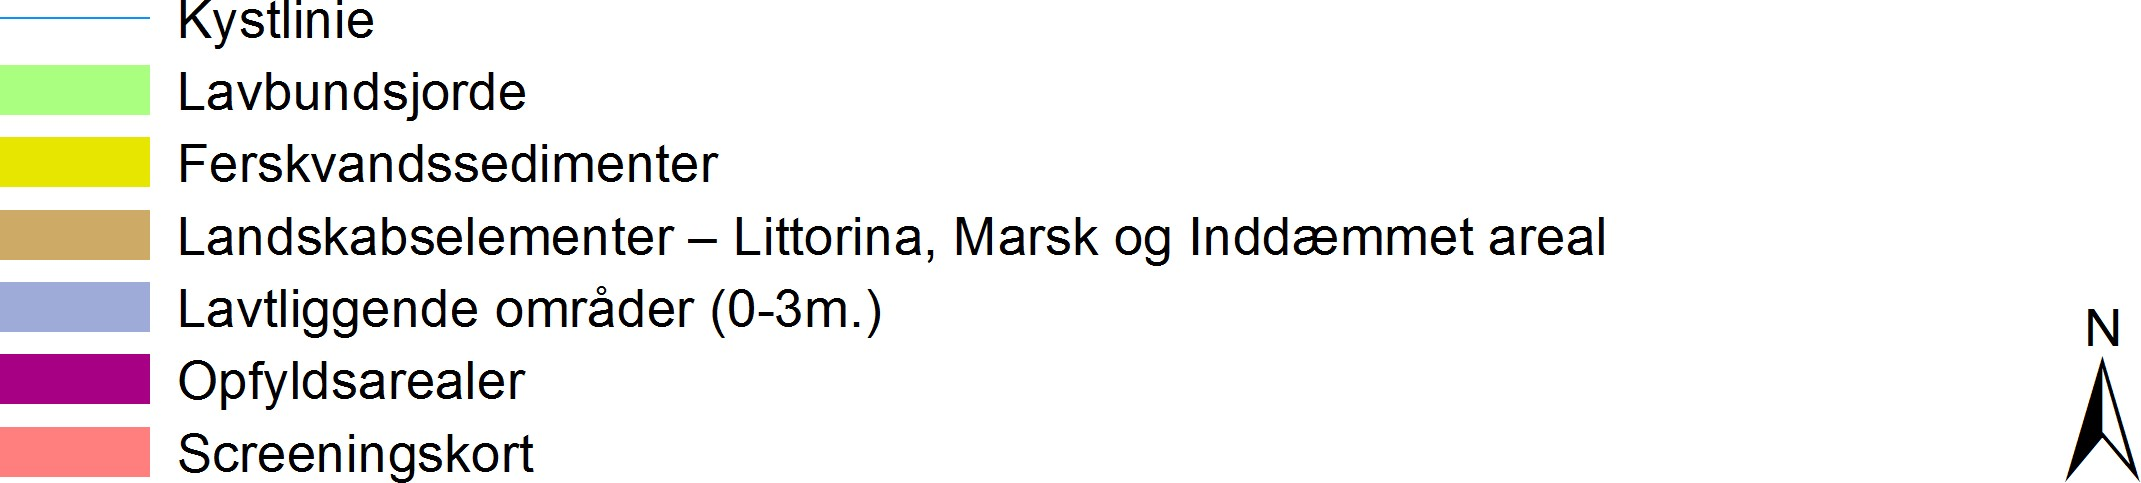 Kystlinie
Lavbundsjorde
Ferskvandssedimenter
Landskabselementer – Littorina, Marsk og Inddæmmet areal
Lavtliggende områder (0-3m.)
Opfyldsarealer
Screeningskort
N